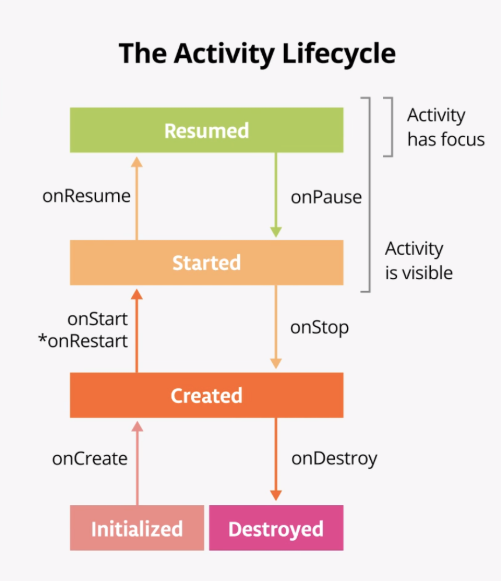 The Activity Lifecycle
Resumed
Activity
has focus
onResume
onPause
Started
Activity
is visible
onStart
*onRestart
onStop
Created
onCreate
onDestroy
Initialized
Destroyed